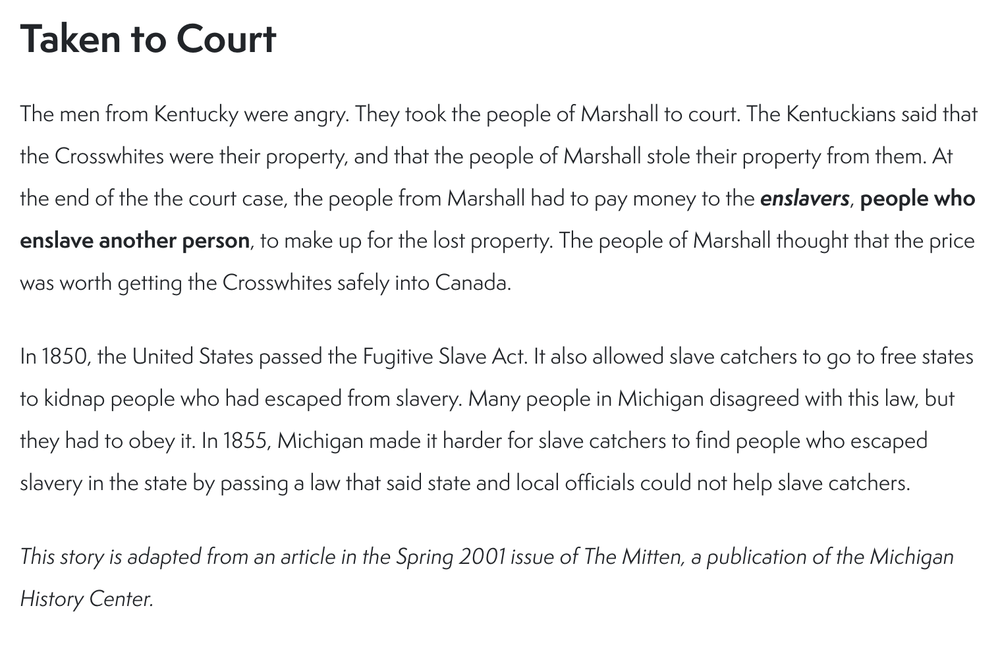 Taken to Court
The men from Kentucky were angry. They took the people of Marshall to court. The Kentuckians said that
the Crosswhites were their property, and that the people of Marshall stole their property from them. At
the end of the the court case, the people from Marshall had to pay money to the enslavers, people who
enslave another person, to make up for the lost property. The people of Marshall thought that the price
was worth getting the Crosswhites safely into Canada.
In 1850, the United States passed the Fugitive Slave Act. It also allowed slave catchers to go to free states
to kidnap people who had escaped from slavery. Many people in Michigan disagreed with this law, but
they had to obey it. In 1855, Michigan made it harder for slave catchers to find people who escaped
slavery in the state by passing a law that said state and local officials could not help slave catchers.
This story is adapted from an article in the Spring 2001 issue of The Mitten, a publication of the Michigan
History Center.